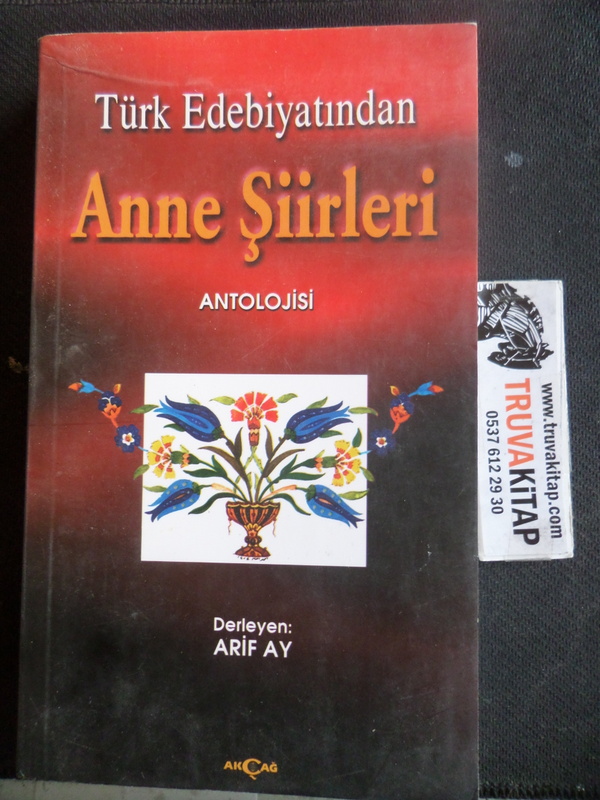 Türk Edebiyatından
Anne Şiirleri
ANTOLOJİSİ
Derleyen:
ARİF AY
AKÇAĞ
www.truvakitap.com
TRUVAKİTAP
0537 612 29 30